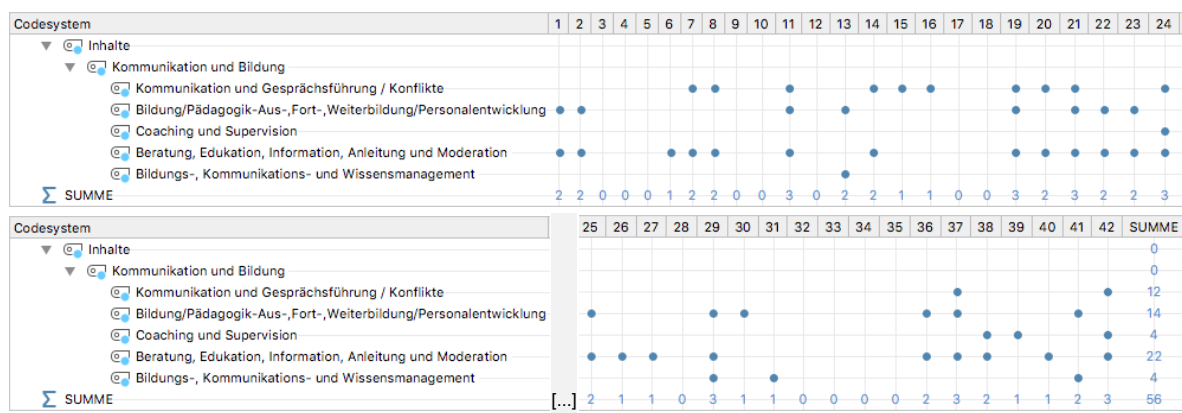 Codesystem 1 2 3 4 5 6 7 8 9 10 11 12 13 14 15 16 17 18 19 20 21 22 23 24
Inhalte
Kommunikation und Bildung
Kommunikation und Gesprächsführung / Konflikte
Bildung/Pädagogik-Aus-,Fort-,Weiterbildung/Personalentwicklung
Coaching und Supervision
Beratung, Edukation, Information, Anleitung und Moderation
Bildungs-, Kommunikations- und Wissensmanagement
Σ SUMME 2 2 0 0 0 1 2 2 0 0 3 0 2 2 1 1 0 0 3 2 3 2 2 3
Codesystem 25 26 27 28 29 30 31 32 33 34 35 36 37 38 39 40 41 42 SUMME
Inhalte 0
Kommunikation und Bildung 0
Kommunikation und Gesprächsführung / Konflikte 12
Bildung/Pädagogik-Aus-,Fort-,Weiterbildung/Personalentwicklung 14
Coaching und Supervision 4
Beratung, Edukation, Information, Anleitung und Moderation 22
Bildungs-, Kommunikations- und Wissensmanagement 4
Σ SUMME [...] 2 1 1 0 3 1 1 0 0 0 0 2 3 2 1 1 2 3 56